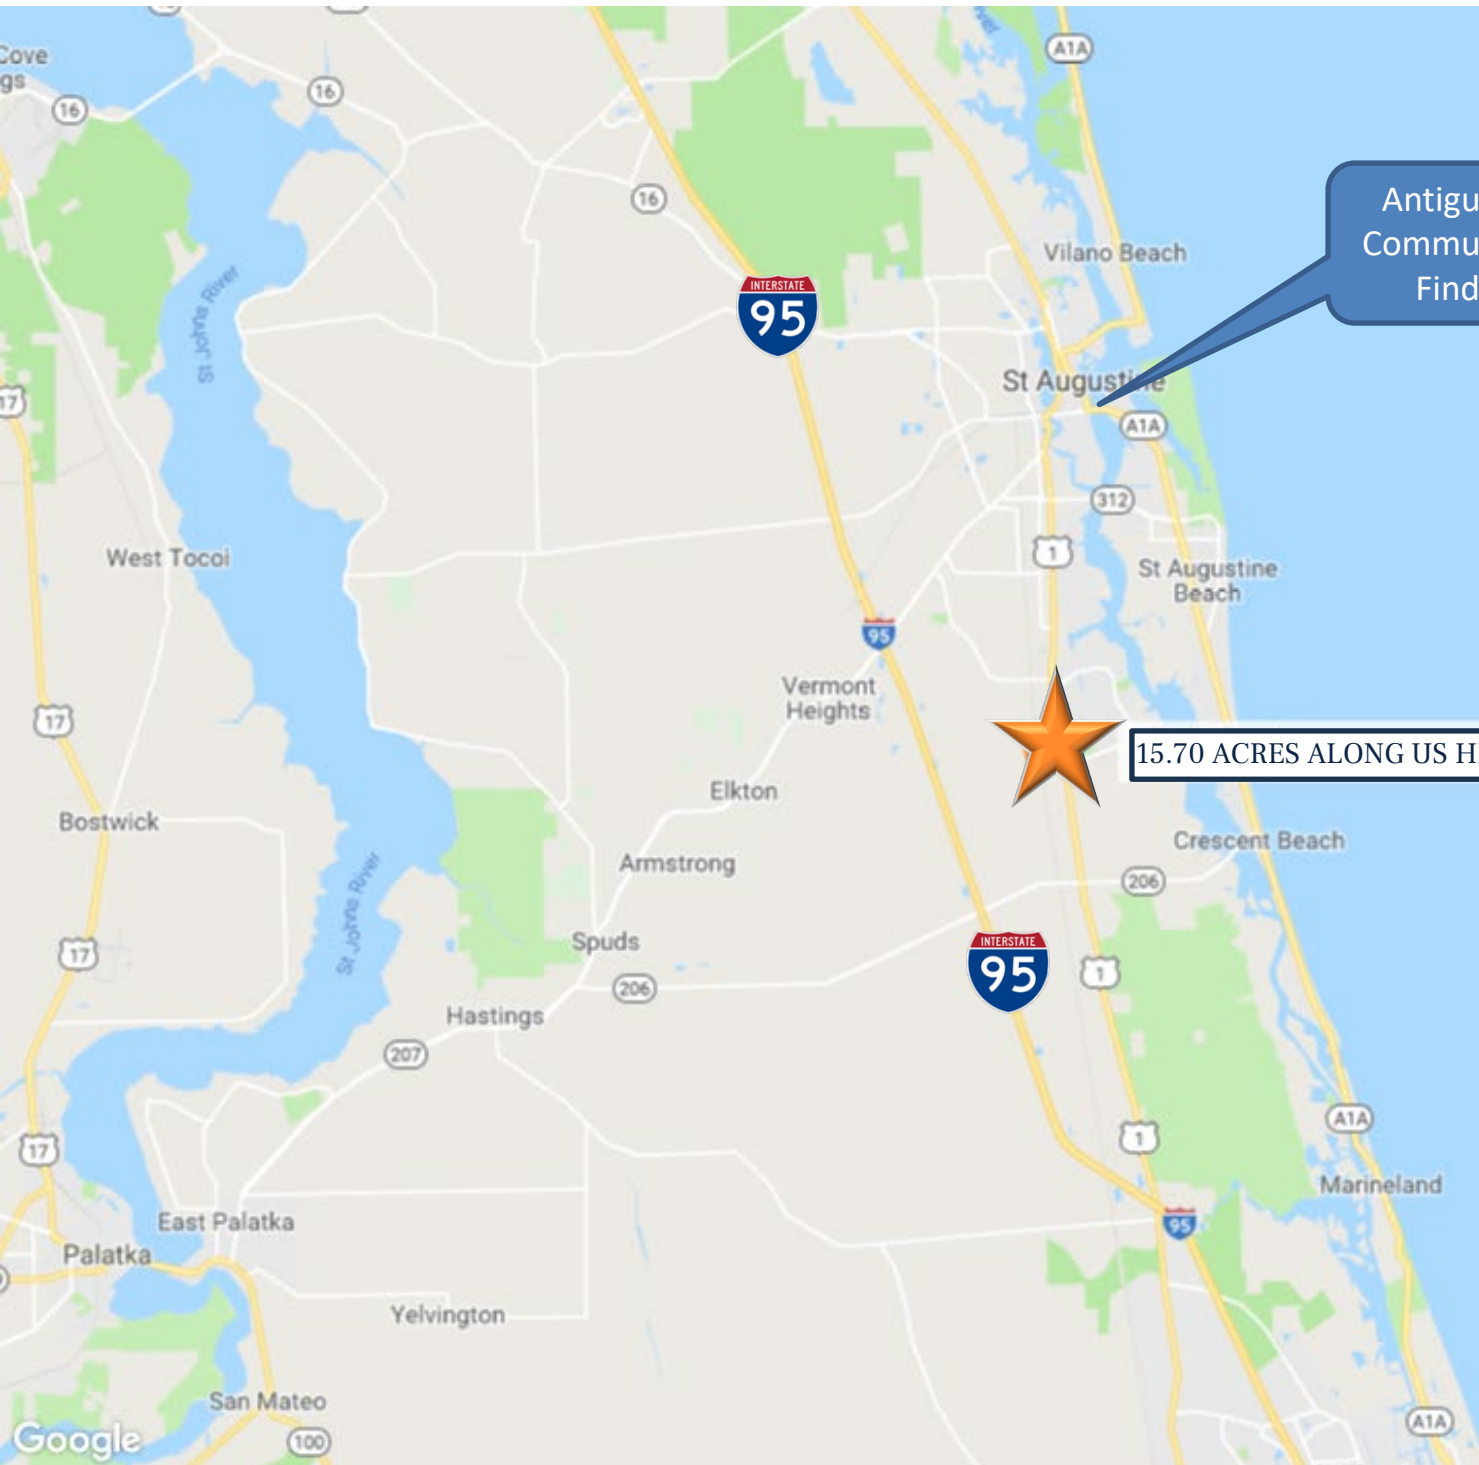 Cove
gs
16
16
A1A
River
16
Antigu
Commu
Find
Vilano Beach
St Johns River
INTERSTATE
95
St Augustine
17
A1A
312
West Tocoi
1
St Augustine
Beach
95
Vermont
Heights
17
15.70 ACRES ALONG US H
Elkton
Bostwick
Crescent Beach
Armstrong
206
St Johns River
Spuds
INTERSTATE
95
17
1
206
Hastings
207
A1A
1
17
Marineland
East Palatka
95
Palatka
Yelvington
San Mateo
A1A
Google
100